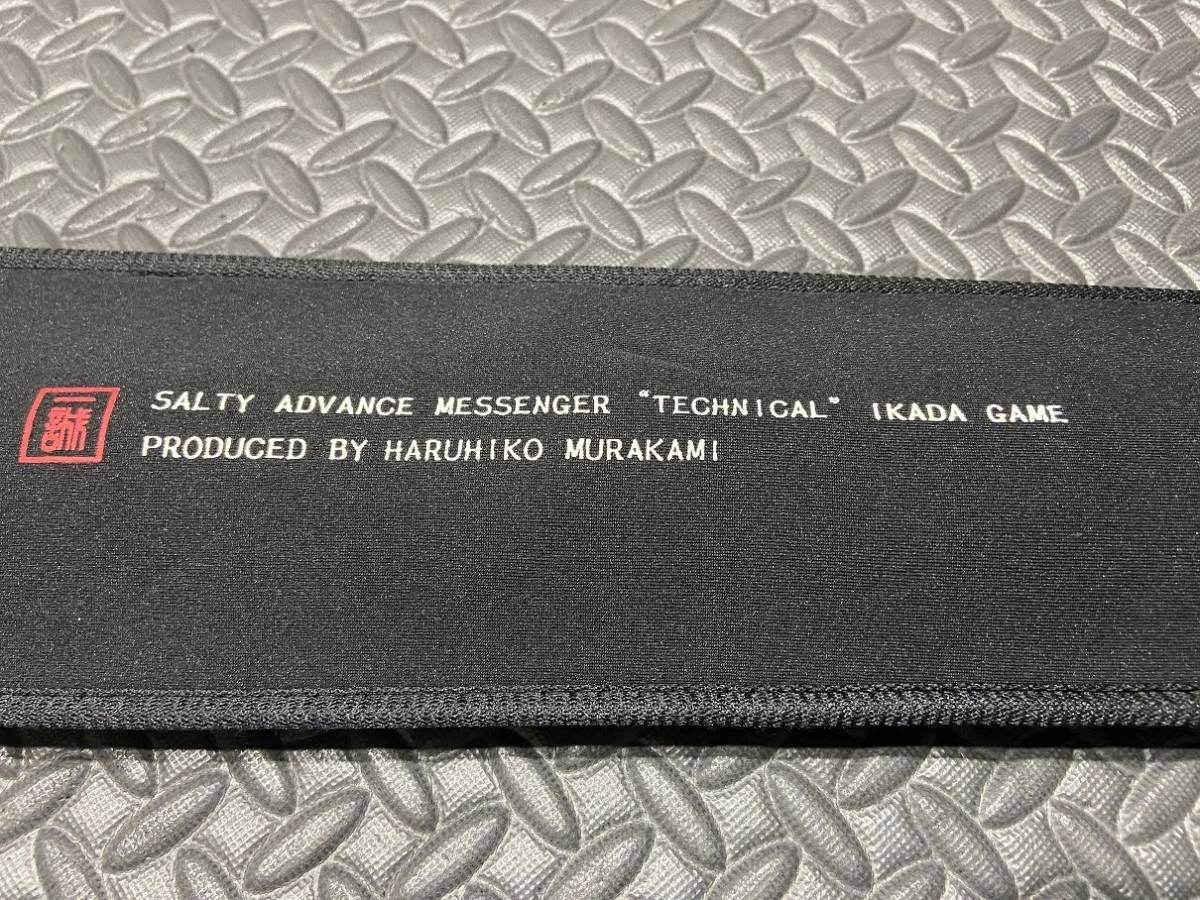 SALTY ADVANCE MESSENGER “TECHNICAL” IKADA GAME
PRODUCED BY HARUHIKO MURAKAMI